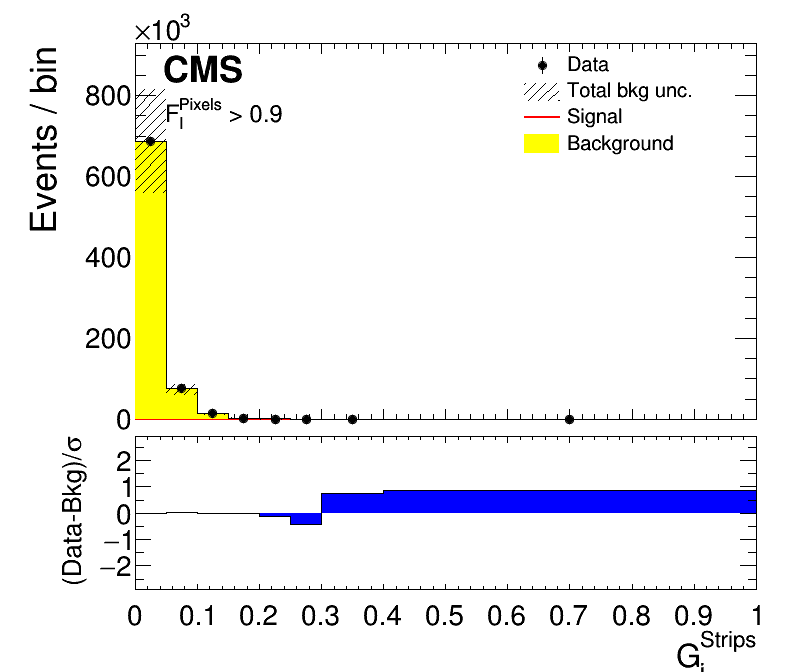 ×10³
CMS
F_i^Pixels > 0.9
Data
Total bkg unc.
Signal
Background
Events / bin
800
600
400
200
0
(Data-Bkg)/σ
2
1
0
−1
−2
0 0.1 0.2 0.3 0.4 0.5 0.6 0.7 0.8 0.9 1
G_i^Strips